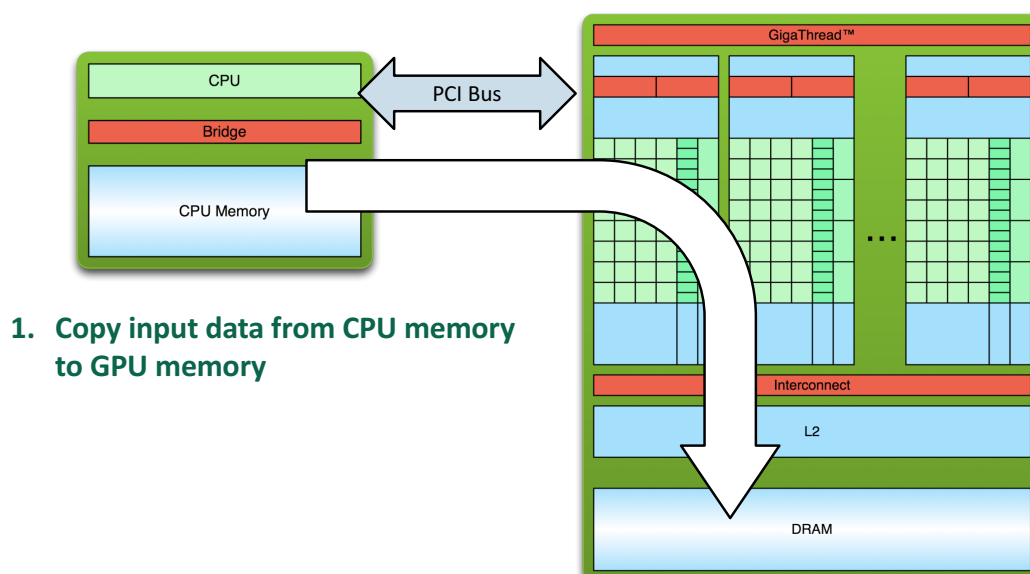 GigaThread™
CPU
PCI Bus
Bridge
CPU Memory
...
1. Copy input data from CPU memory
to GPU memory
Interconnect
L2
DRAM